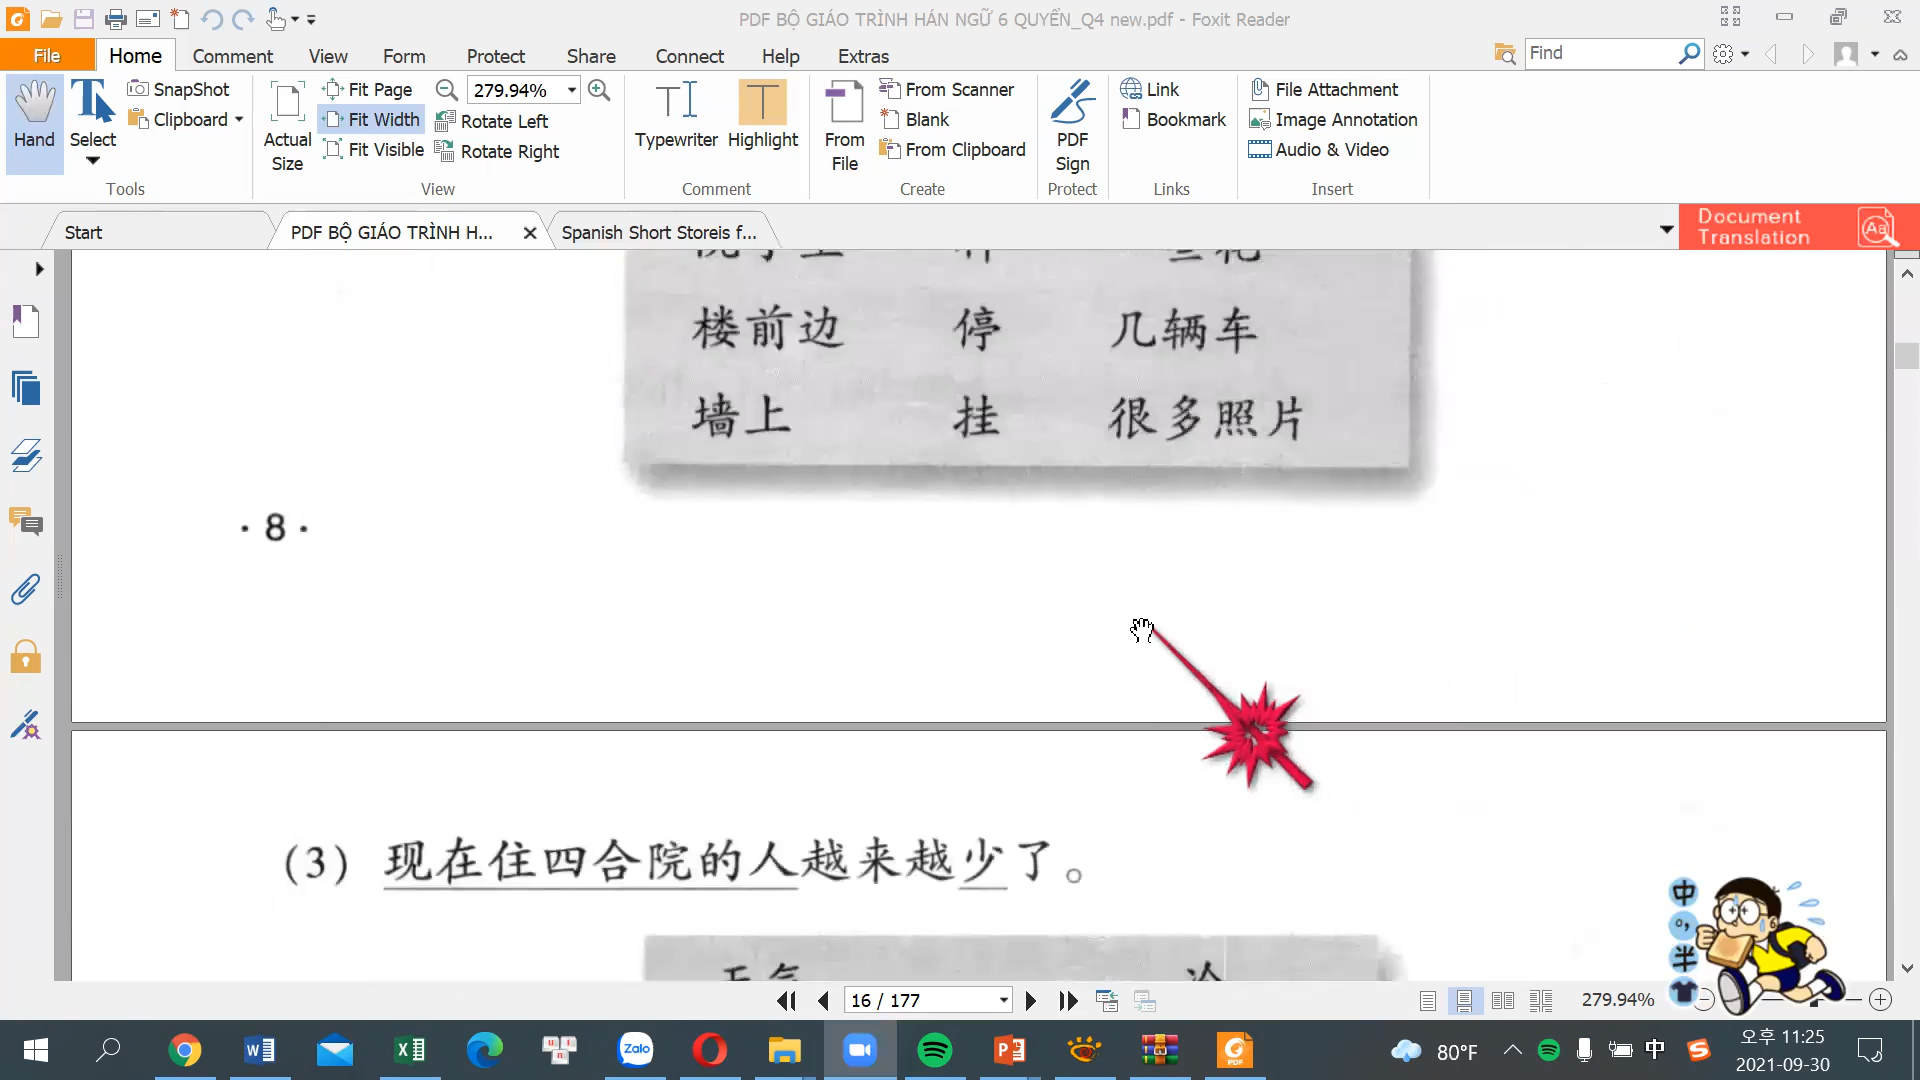 PDF BỘ GIÁO TRÌNH HÁN NGỮ 6 QUYỂN_Q4 new.pdf - Foxit Reader
File Home Comment View Form Protect Share Connect Help Extras Find
Hand Select SnapShot Clipboard Tools
Actual Size Fit Page Fit Width Fit Visible 279.94% Rotate Left Rotate Right View
Typewriter Highlight Comment
From File From Scanner Blank From Clipboard Create
PDF Sign Protect
Link Bookmark Links
File Attachment Image Annotation Audio & Video Insert
Start PDF BỘ GIÁO TRÌNH H... Spanish Short Storeis f...
Document Translation
楼前边 停 几辆车
墙上 挂 很多照片
· 8 ·
(3) 现在住四合院的人越来越少了。
天气 冷
中
半
16 / 177 279.94%
Zalo
80°F 中 오후 11:25
2021-09-30